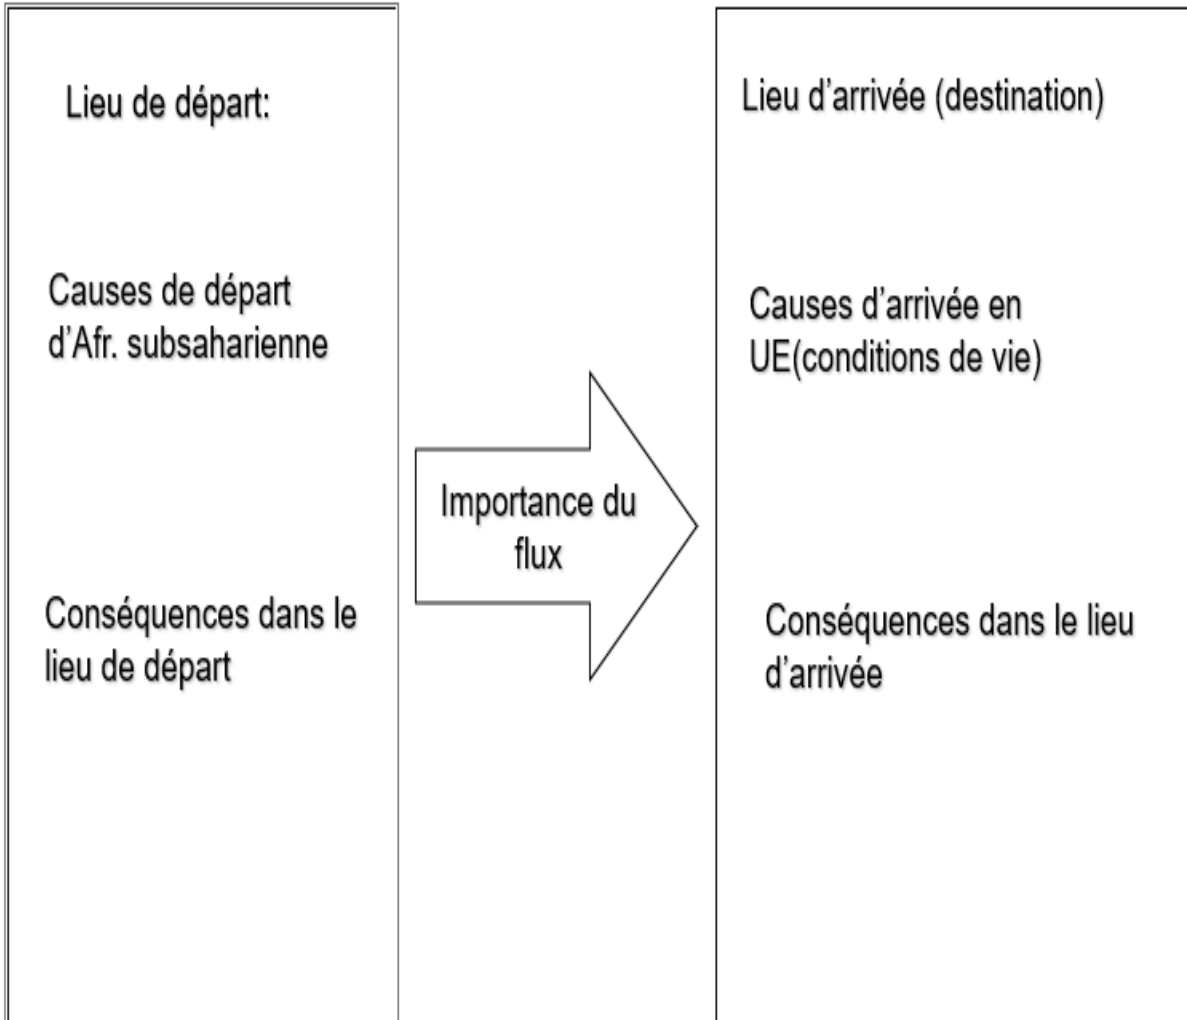 Lieu de départ:
Causes de départ
d'Afr. subsaharienne
Conséquences dans le
lieu de départ
Importance du
flux
Lieu d'arrivée (destination)
Causes d'arrivée en
UE(conditions de vie)
Conséquences dans le lieu
d'arrivée